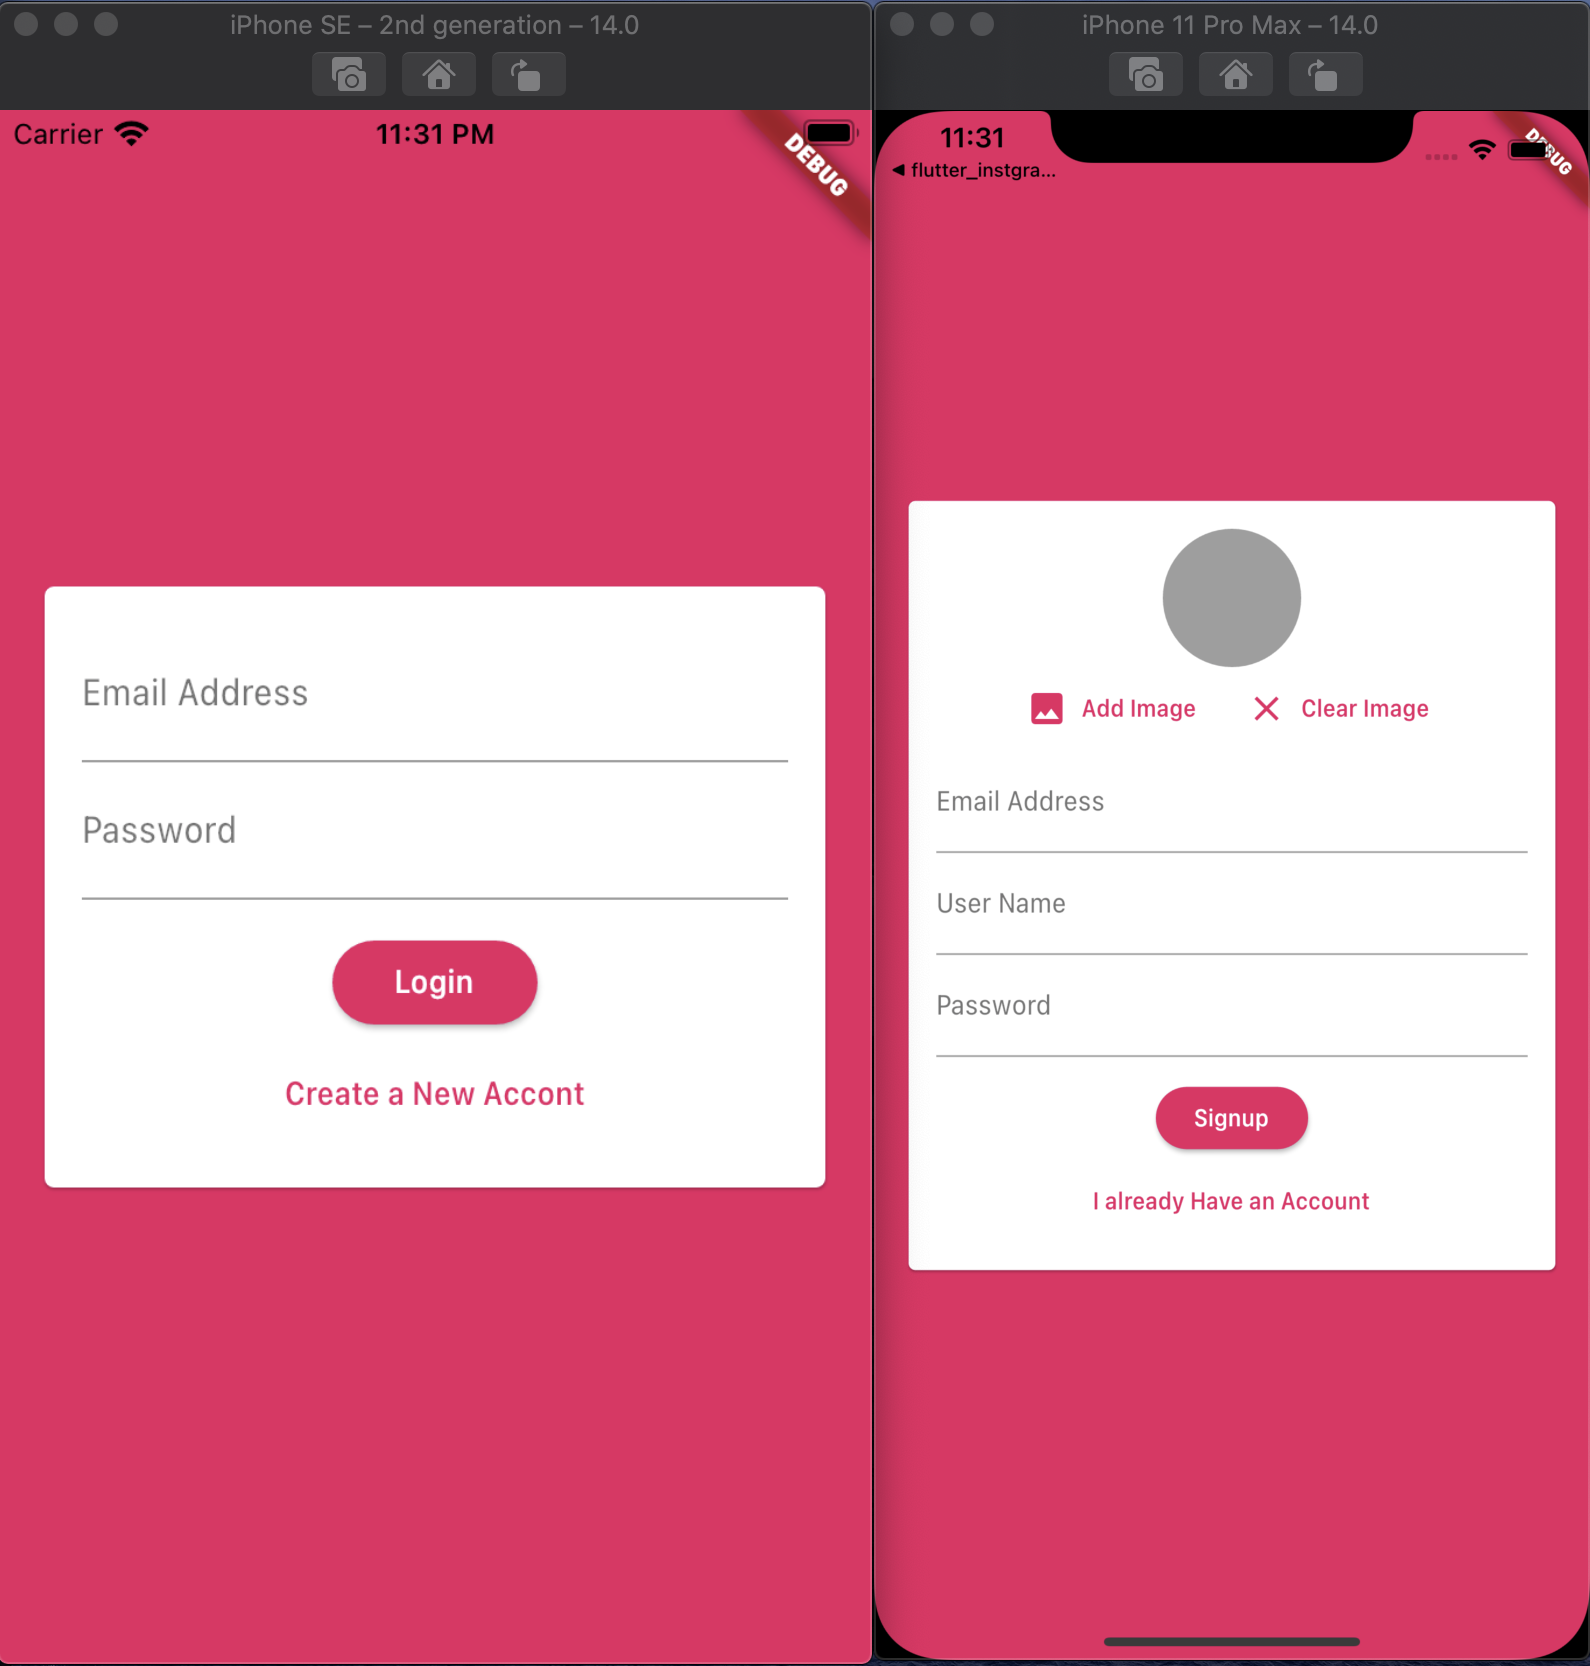 iPhone SE – 2nd generation – 14.0
Carrier
11:31 PM
DEBUG
Email Address
Password
Login
Create a New Accont
iPhone 11 Pro Max – 14.0
11:31
flutter_instgra...
DEBUG
Add Image
Clear Image
Email Address
User Name
Password
Signup
I already Have an Account